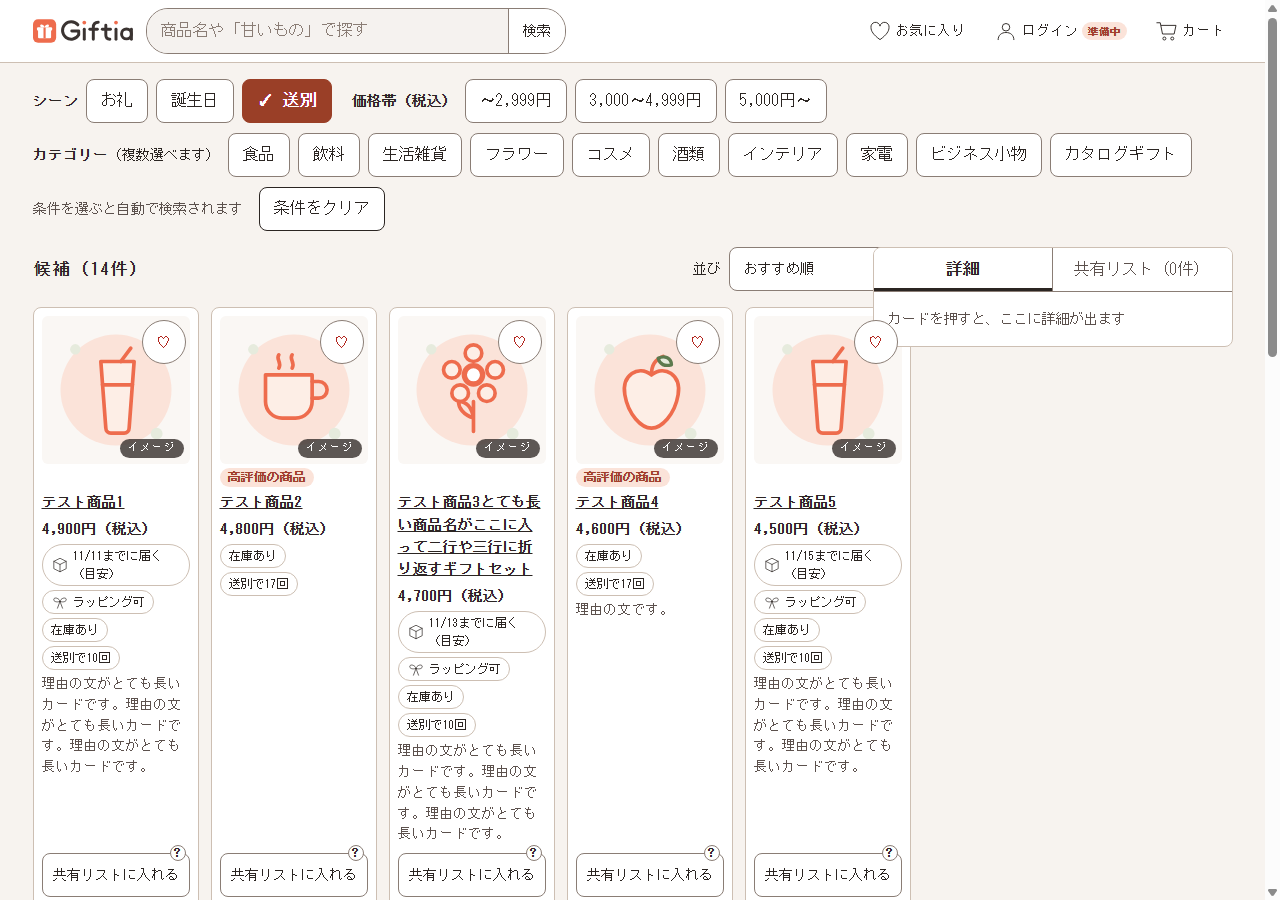 Giftia
商品名や「甘いもの」で探す
検索
お気に入り
ログイン 準備中
カート
シーン お礼 誕生日 ✓ 送別 価格帯（税込） 〜2,999円 3,000〜4,999円 5,000円〜
カテゴリー（複数選べます） 食品 飲料 生活雑貨 フラワー コスメ 酒類 インテリア 家電 ビジネス小物 カタログギフト
条件を選ぶと自動で検索されます 条件をクリア
候補（14件）
並び おすすめ順
詳細
共有リスト（0件）
カードを押すと、ここに詳細が出ます
イメージ
テスト商品1
4,900円（税込）
11/11までに届く
（目安）
ラッピング可
在庫あり
送別で10回
理由の文がとても長い
カードです。理由の文
がとても長いカードで
す。理由の文がとても
長いカードです。
?
共有リストに入れる
イメージ
高評価の商品
テスト商品2
4,800円（税込）
在庫あり
送別で17回
?
共有リストに入れる
イメージ
テスト商品3とても長
い商品名がここに入
って二行や三行に折
り返すギフトセット
4,700円（税込）
11/13までに届く
（目安）
ラッピング可
在庫あり
送別で10回
理由の文がとても長い
カードです。理由の文
がとても長いカードで
す。理由の文がとても
長いカードです。
?
共有リストに入れる
イメージ
高評価の商品
テスト商品4
4,600円（税込）
在庫あり
送別で17回
理由の文です。
?
共有リストに入れる
イメージ
テスト商品5
4,500円（税込）
11/15までに届く
（目安）
ラッピング可
在庫あり
送別で10回
理由の文がとても長い
カードです。理由の文
がとても長いカードで
す。理由の文がとても
長いカードです。
?
共有リストに入れる